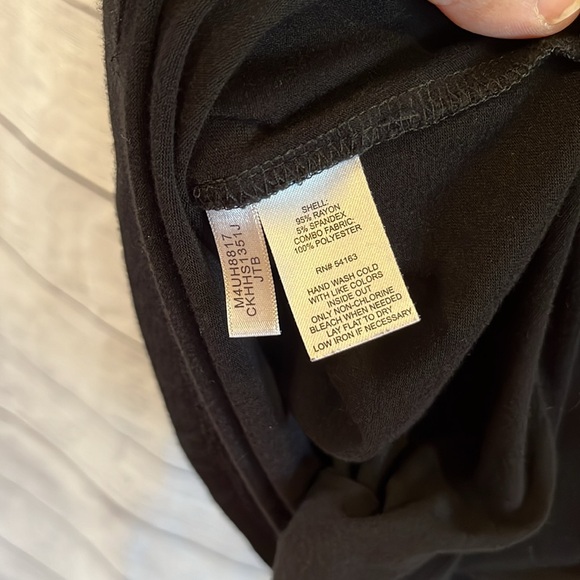 M4UH8817
CKHHS1351J
JTB
SHELL:
95% RAYON
5% SPANDEX
COMBO FABRIC:
100% POLYESTER
RN# 54163
HAND WASH COLD
WITH LIKE COLORS
INSIDE OUT
ONLY NON-CHLORINE
BLEACH WHEN NEEDED
LAY FLAT TO DRY
LOW IRON IF NECESSARY